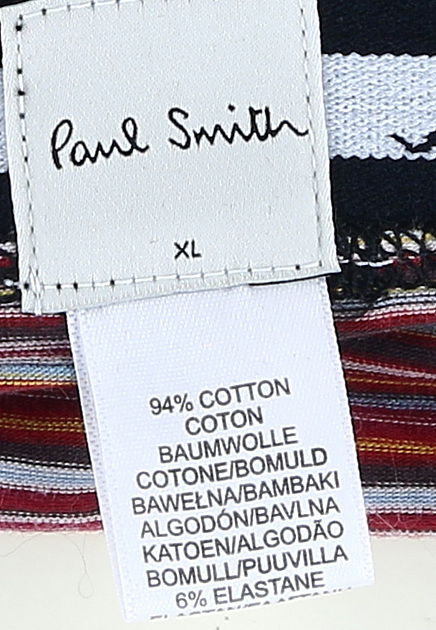 Paul Smith
XL
94% COTTON
COTON
BAUMWOLLE
COTONE/BOMULD
BAWEŁNA/BAMBAKI
ALGODÓN/BAVLNA
KATOEN/ALGODÃO
BOMULL/PUUVILLA
6% ELASTANE